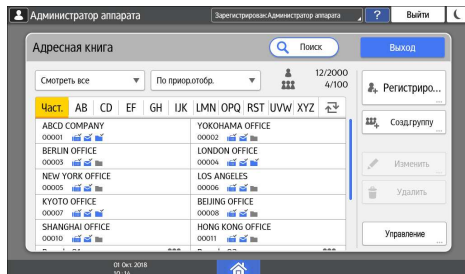 Администратор аппарата
Зарегистрирован:Администратор аппарата
?
Выйти
Адресная книга
Поиск
Выход
Смотреть все
По приор.отобр.
12/2000
4/100
Регистриро...
Част. AB CD EF GH IJK LMN OPQ RST UVW XYZ
Создгруппу
ABCD COMPANY
00001
YOKOHAMA OFFICE
00002
BERLIN OFFICE
00003
LONDON OFFICE
00004
NEW YORK OFFICE
00005
LOS ANGELES
00006
Изменить
KYOTO OFFICE
00007
BEIJING OFFICE
00008
Удалить
SHANGHAI OFFICE
00010
HONG KONG OFFICE
00011
Управление
01 Окт. 2018